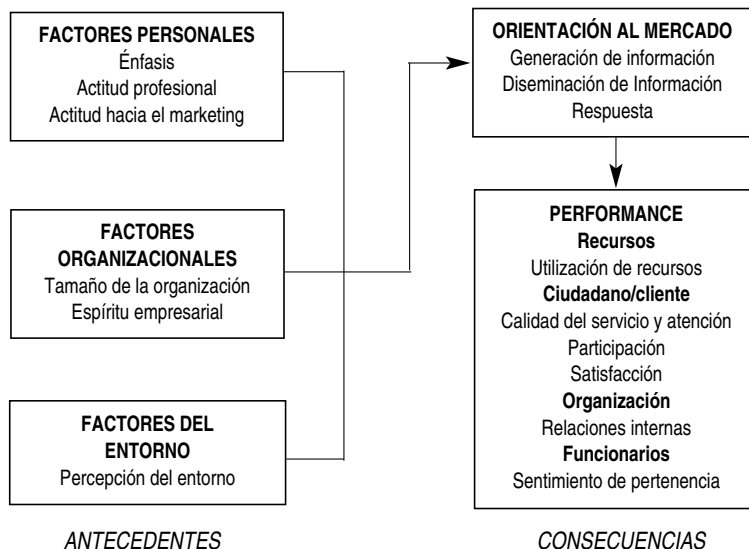 FACTORES PERSONALES
Énfasis
Actitud profesional
Actitud hacia el marketing
FACTORES
ORGANIZACIONALES
Tamaño de la organización
Espíritu empresarial
FACTORES DEL
ENTORNO
Percepción del entorno
ANTECEDENTES
ORIENTACIÓN AL MERCADO
Generación de información
Diseminación de Información
Respuesta
PERFORMANCE
Recursos
Utilización de recursos
Ciudadano/cliente
Calidad del servicio y atención
Participación
Satisfacción
Organización
Relaciones internas
Funcionarios
Sentimiento de pertenencia
CONSECUENCIAS